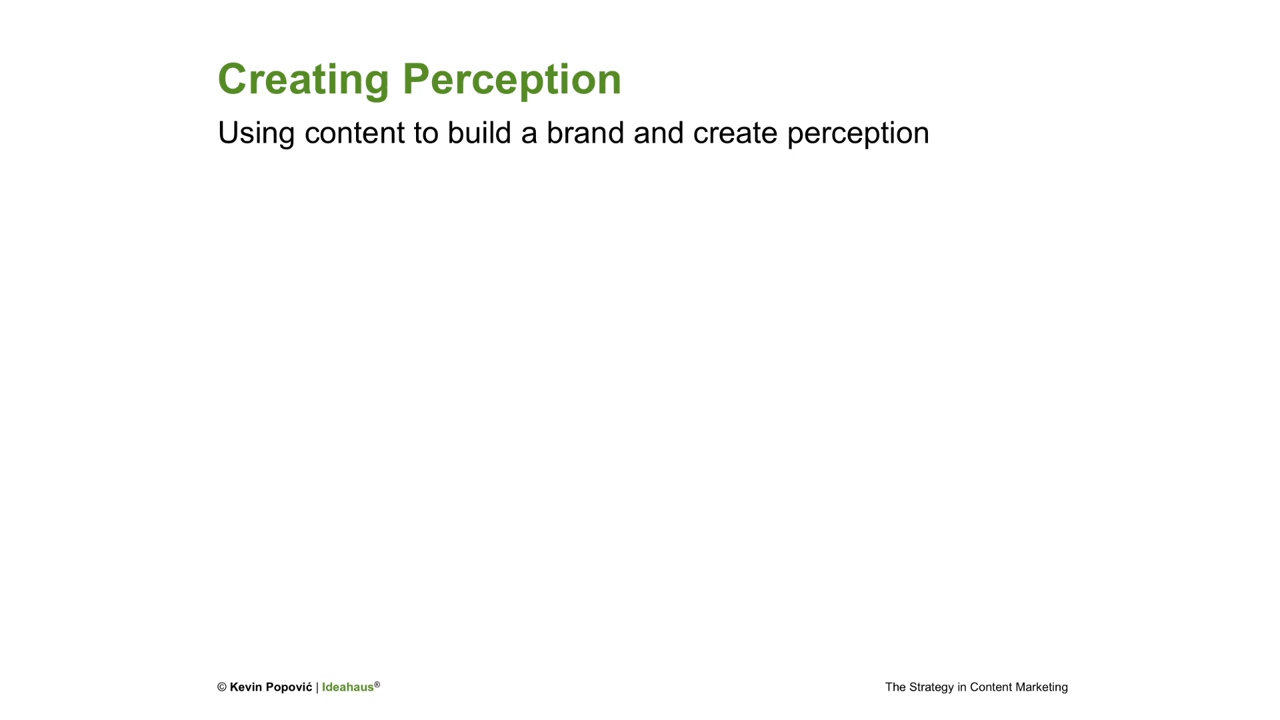 Creating Perception
Using content to build a brand and create perception
© Kevin Popović | Ideahaus®
The Strategy in Content Marketing